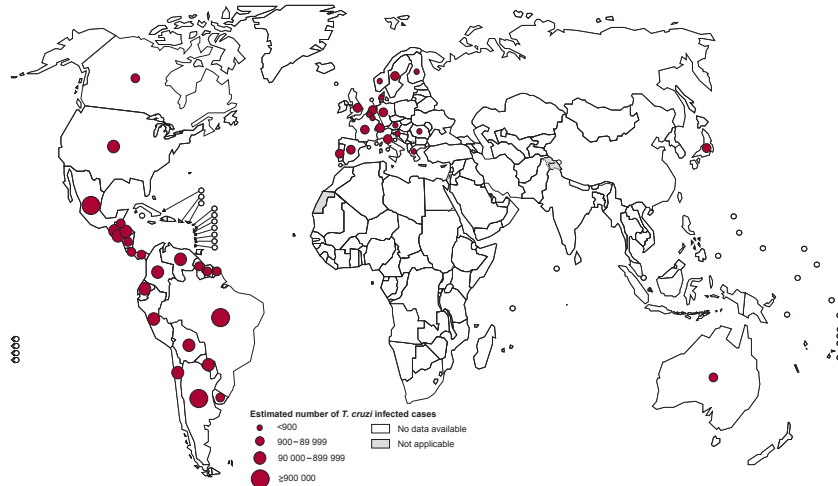 Estimated number of T. cruzi infected cases
<900
900–89 999
90 000–899 999
≥900 000
No data available
Not applicable